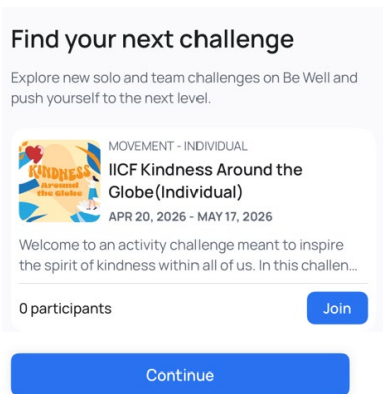 Find your next challenge
Explore new solo and team challenges on Be Well and
push yourself to the next level.
KINDNESS
Around
the Globe
MOVEMENT - INDIVIDUAL
IICF Kindness Around the
Globe(Individual)
APR 20, 2026 - MAY 17, 2026
Welcome to an activity challenge meant to inspire
the spirit of kindness within all of us. In this challen...
0 participants
Join
Continue